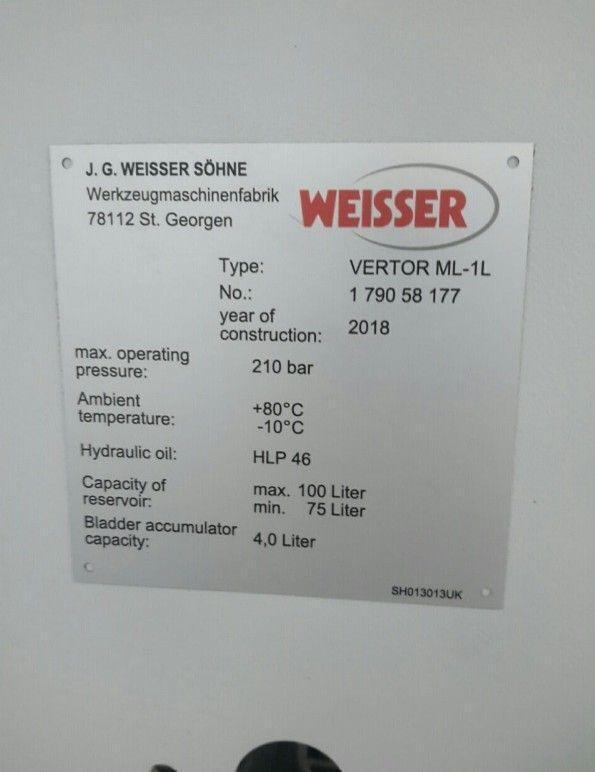 J. G. WEISSER SÖHNE
Werkzeugmaschinenfabrik
78112 St. Georgen
WEISSER
Type: VERTOR ML-1L
No.: 1 790 58 177
year of
construction: 2018
max. operating
pressure: 210 bar
Ambient
temperature: +80°C
-10°C
Hydraulic oil: HLP 46
Capacity of
reservoir: max. 100 Liter
min. 75 Liter
Bladder accumulator
capacity: 4,0 Liter
SH013013UK